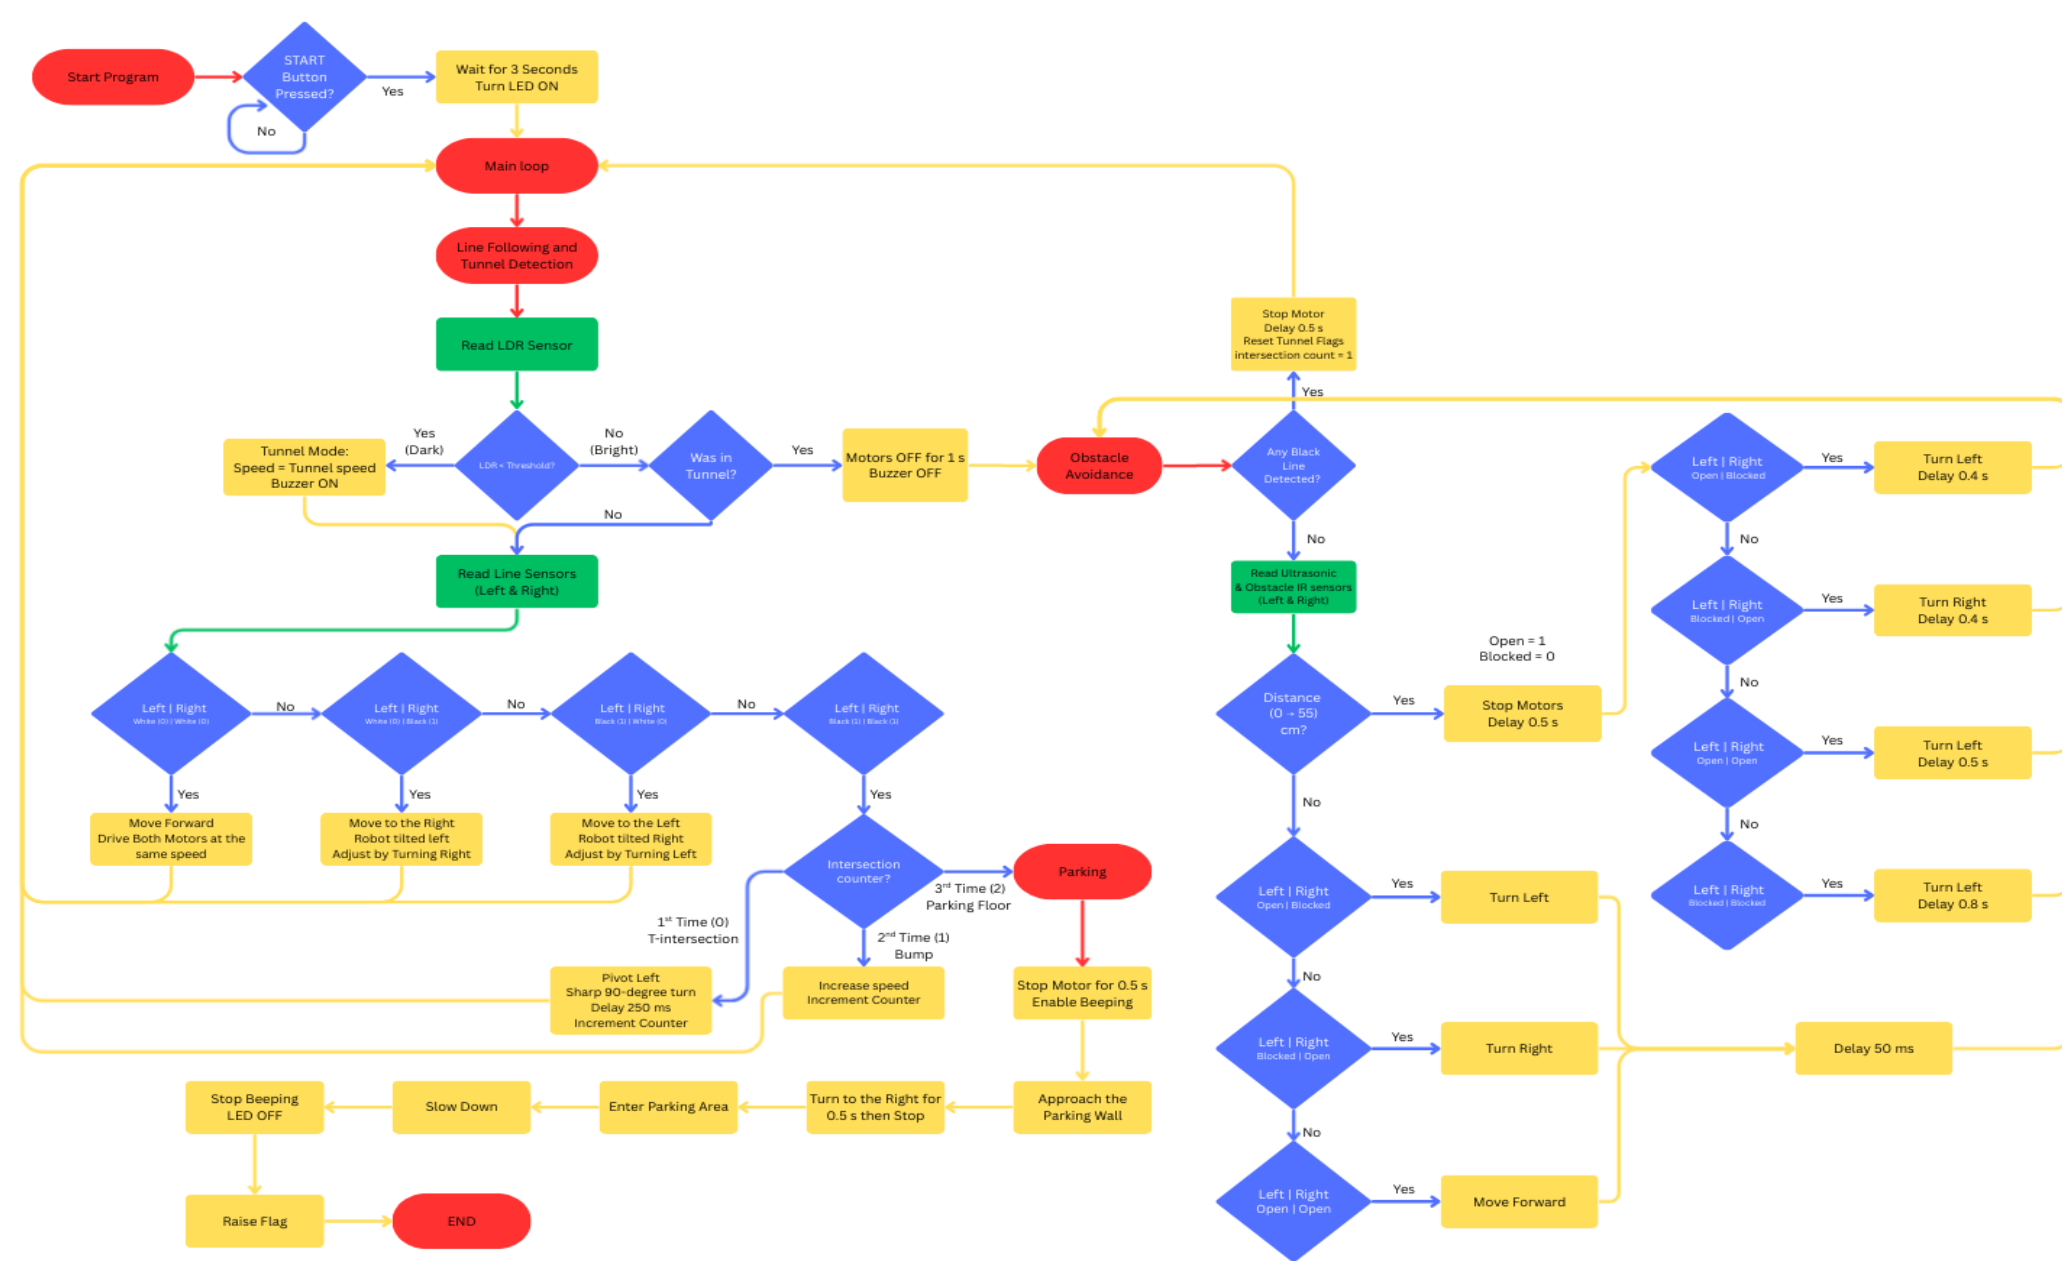 Start Program
START
Button
Pressed?
Yes
No
Wait for 3 Seconds
Turn LED ON
Main loop
Line Following and
Tunnel Detection
Read LDR Sensor
LDR < Threshold?
Yes
(Dark)
No
(Bright)
Tunnel Mode:
Speed = Tunnel speed
Buzzer ON
Was in
Tunnel?
Yes
No
Motors OFF for 1 s
Buzzer OFF
Read Line Sensors
(Left & Right)
Left | Right
White (0) | White (0)
No
Left | Right
White (0) | Black (1)
No
Left | Right
Black (1) | White (0)
No
Left | Right
Black (1) | Black (1)
Yes
Yes
Yes
Yes
Move Forward
Drive Both Motors at the
same speed
Move to the Right
Robot tilted left
Adjust by Turning Right
Move to the Left
Robot tilted Right
Adjust by Turning Left
Intersection
counter?
1st Time (0)
T-intersection
2nd Time (1)
Bump
3rd Time (2)
Parking Floor
Pivot Left
Sharp 90-degree turn
Delay 250 ms
Increment Counter
Increase speed
Increment Counter
Parking
Stop Motor for 0.5 s
Enable Beeping
Approach the
Parking Wall
Turn to the Right for
0.5 s then Stop
Enter Parking Area
Slow Down
Stop Beeping
LED OFF
Raise Flag
END
Obstacle
Avoidance
Any Black
Line
Detected?
Yes
Stop Motor
Delay 0.5 s
Reset Tunnel Flags
intersection count = 1
No
Read Ultrasonic
& Obstacle IR sensors
(Left & Right)
Distance
(0 → 55)
cm?
Yes
Stop Motors
Delay 0.5 s
Open = 1
Blocked = 0
No
Left | Right
Open | Blocked
Yes
Turn Left
No
Left | Right
Blocked | Open
Yes
Turn Right
No
Left | Right
Open | Open
Yes
Move Forward
Delay 50 ms
Left | Right
Open | Blocked
Yes
Turn Left
Delay 0.4 s
No
Left | Right
Blocked | Open
Yes
Turn Right
Delay 0.4 s
No
Left | Right
Open | Open
Yes
Turn Left
Delay 0.5 s
No
Left | Right
Blocked | Blocked
Yes
Turn Left
Delay 0.8 s